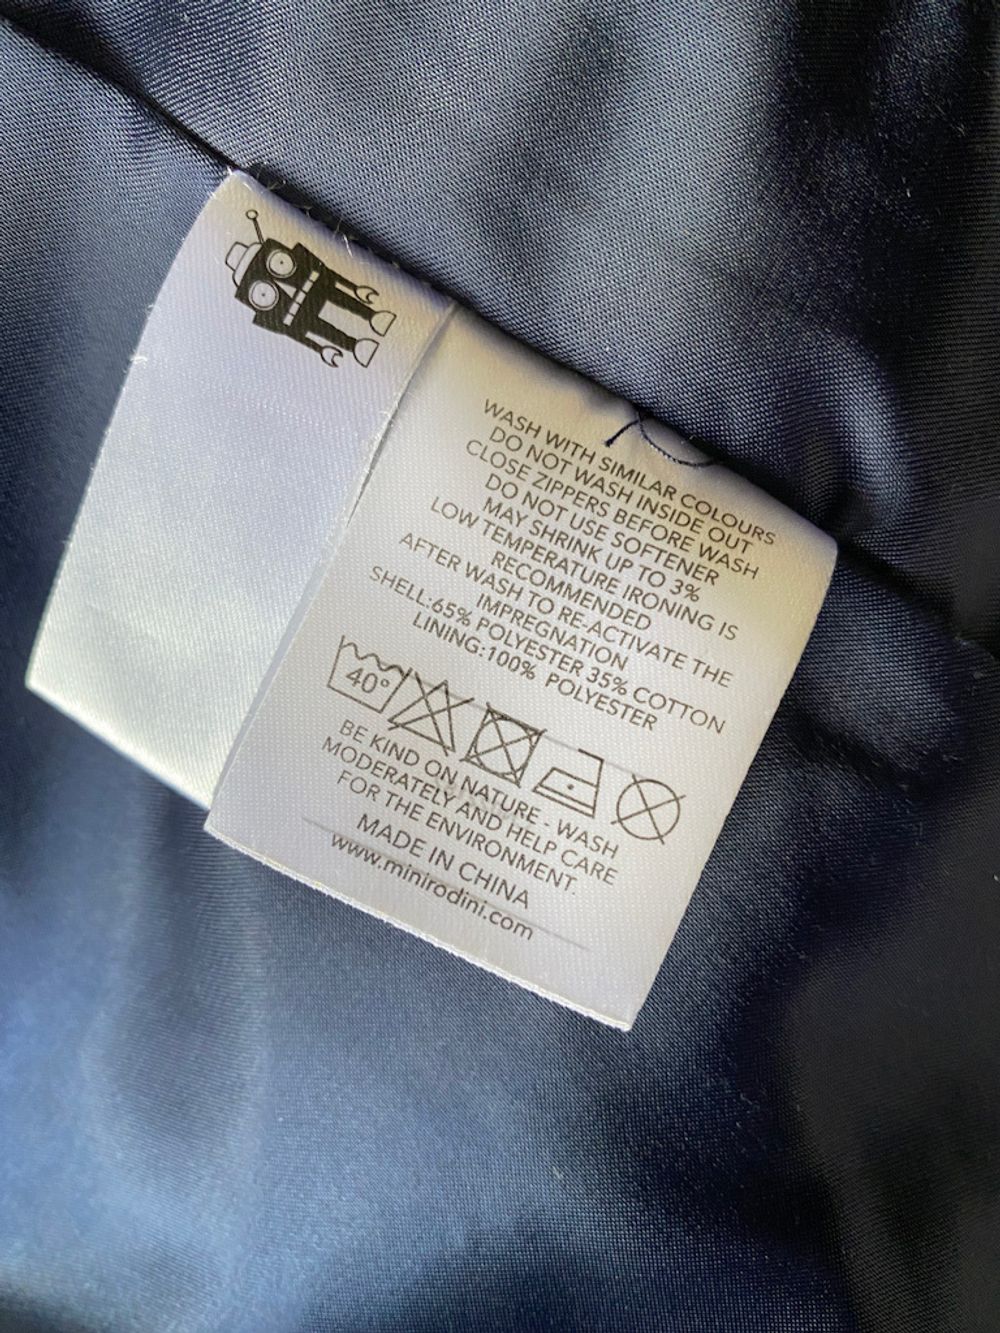 WASH WITH SIMILAR COLOURS
DO NOT WASH INSIDE OUT
CLOSE ZIPPERS BEFORE WASH
DO NOT USE SOFTENER
MAY SHRINK UP TO 3%
LOW TEMPERATURE IRONING IS
RECOMMENDED
AFTER WASH TO RE-ACTIVATE THE
IMPREGNATION
SHELL:65% POLYESTER 35% COTTON
LINING:100% POLYESTER
40°
BE KIND ON NATURE - WASH
MODERATELY AND HELP CARE
FOR THE ENVIRONMENT.
MADE IN CHINA
www.minirodini.com